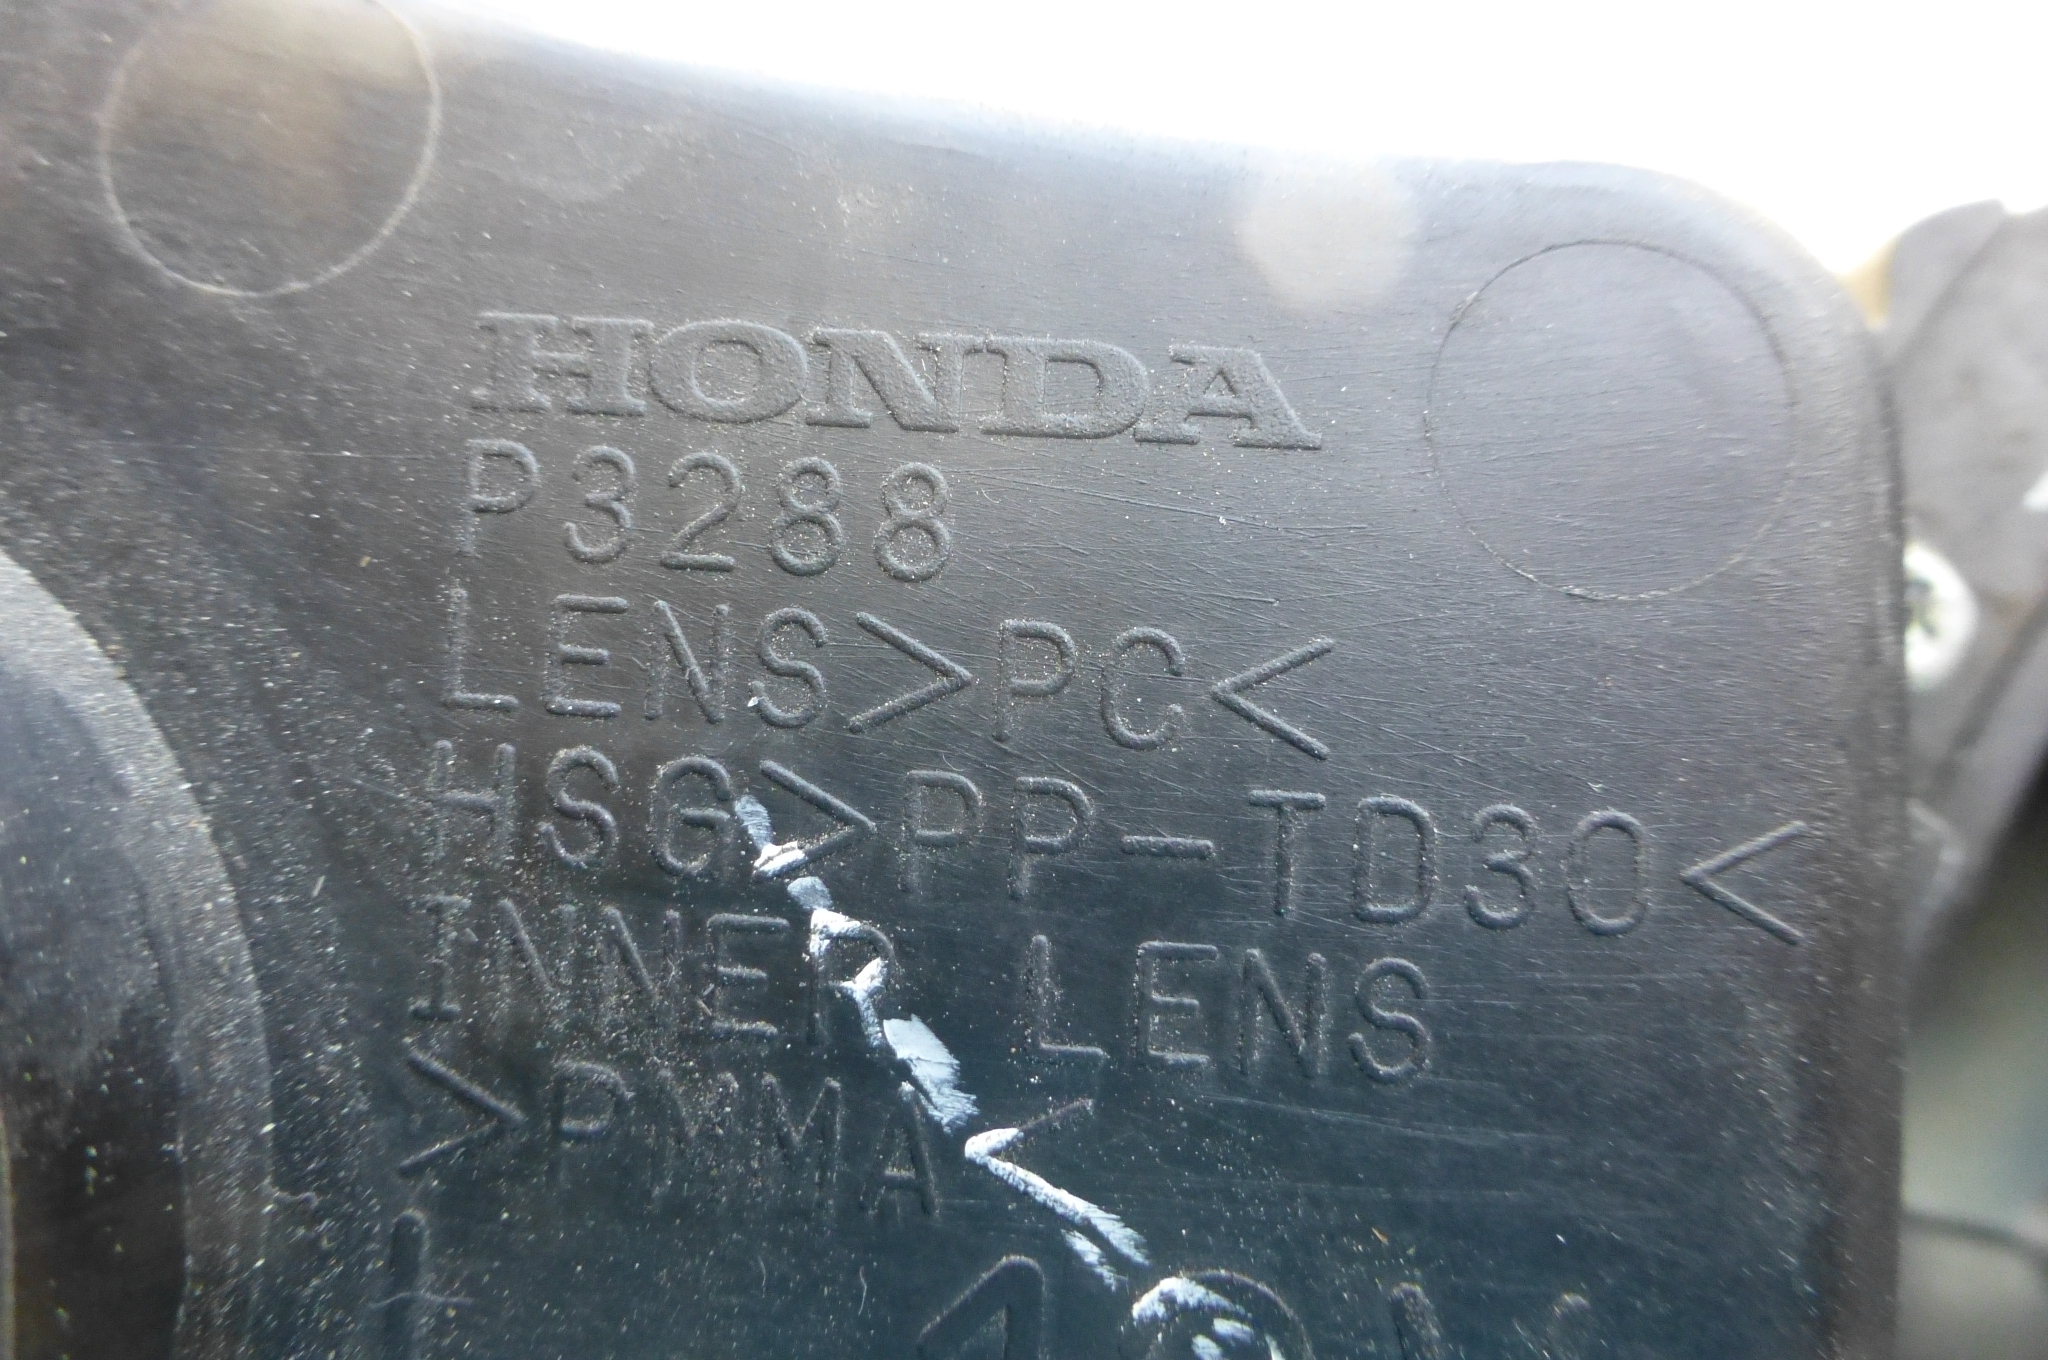 HONDA
P3288
LENS>PC<
HSG>PP-TD30<
INNER LENS
>PMMA<